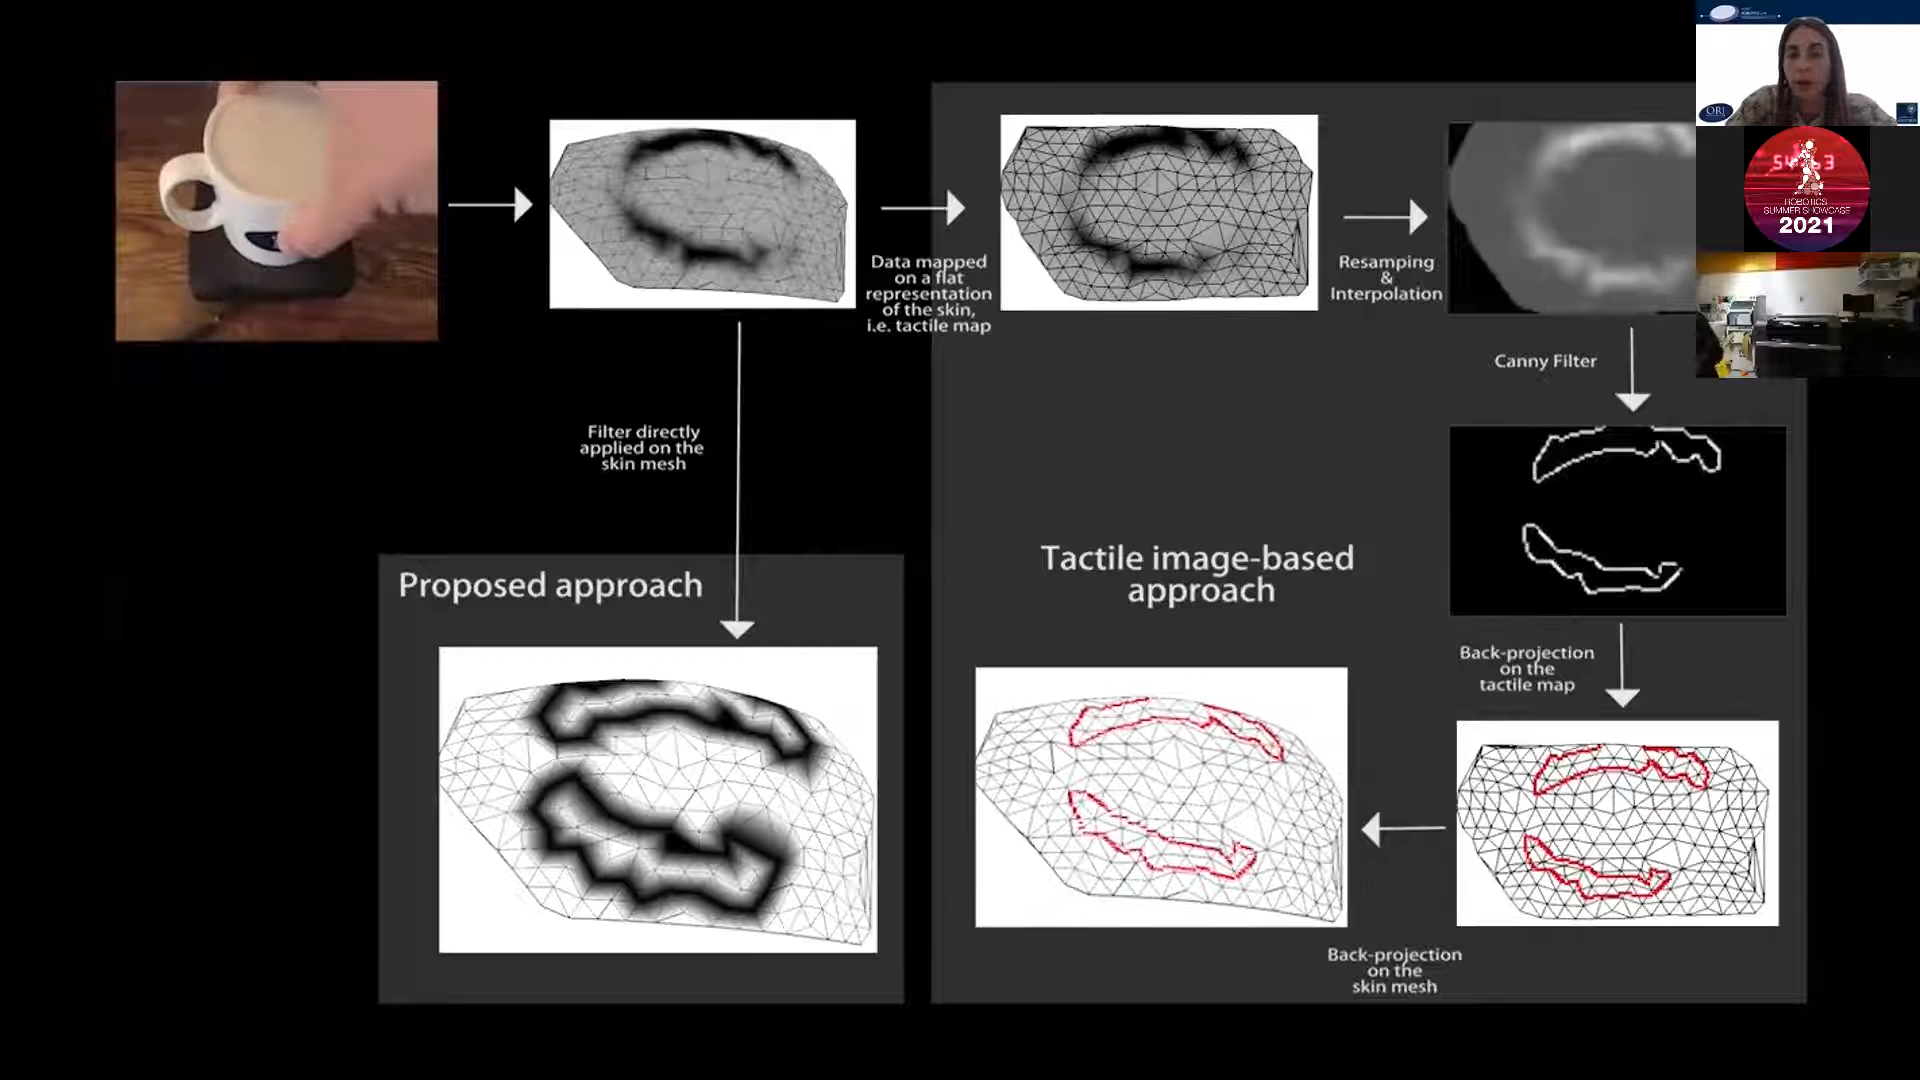 Data mapped
on a flat
representation
of the skin,
i.e. tactile map
Resamping
&
Interpolation
Canny Filter
Filter directly
applied on the
skin mesh
Proposed approach
Tactile image-based
approach
Back-projection
on the
tactile map
Back-projection
on the
skin mesh
ORI
ROBOTICS
SUMMER SHOWCASE
2021